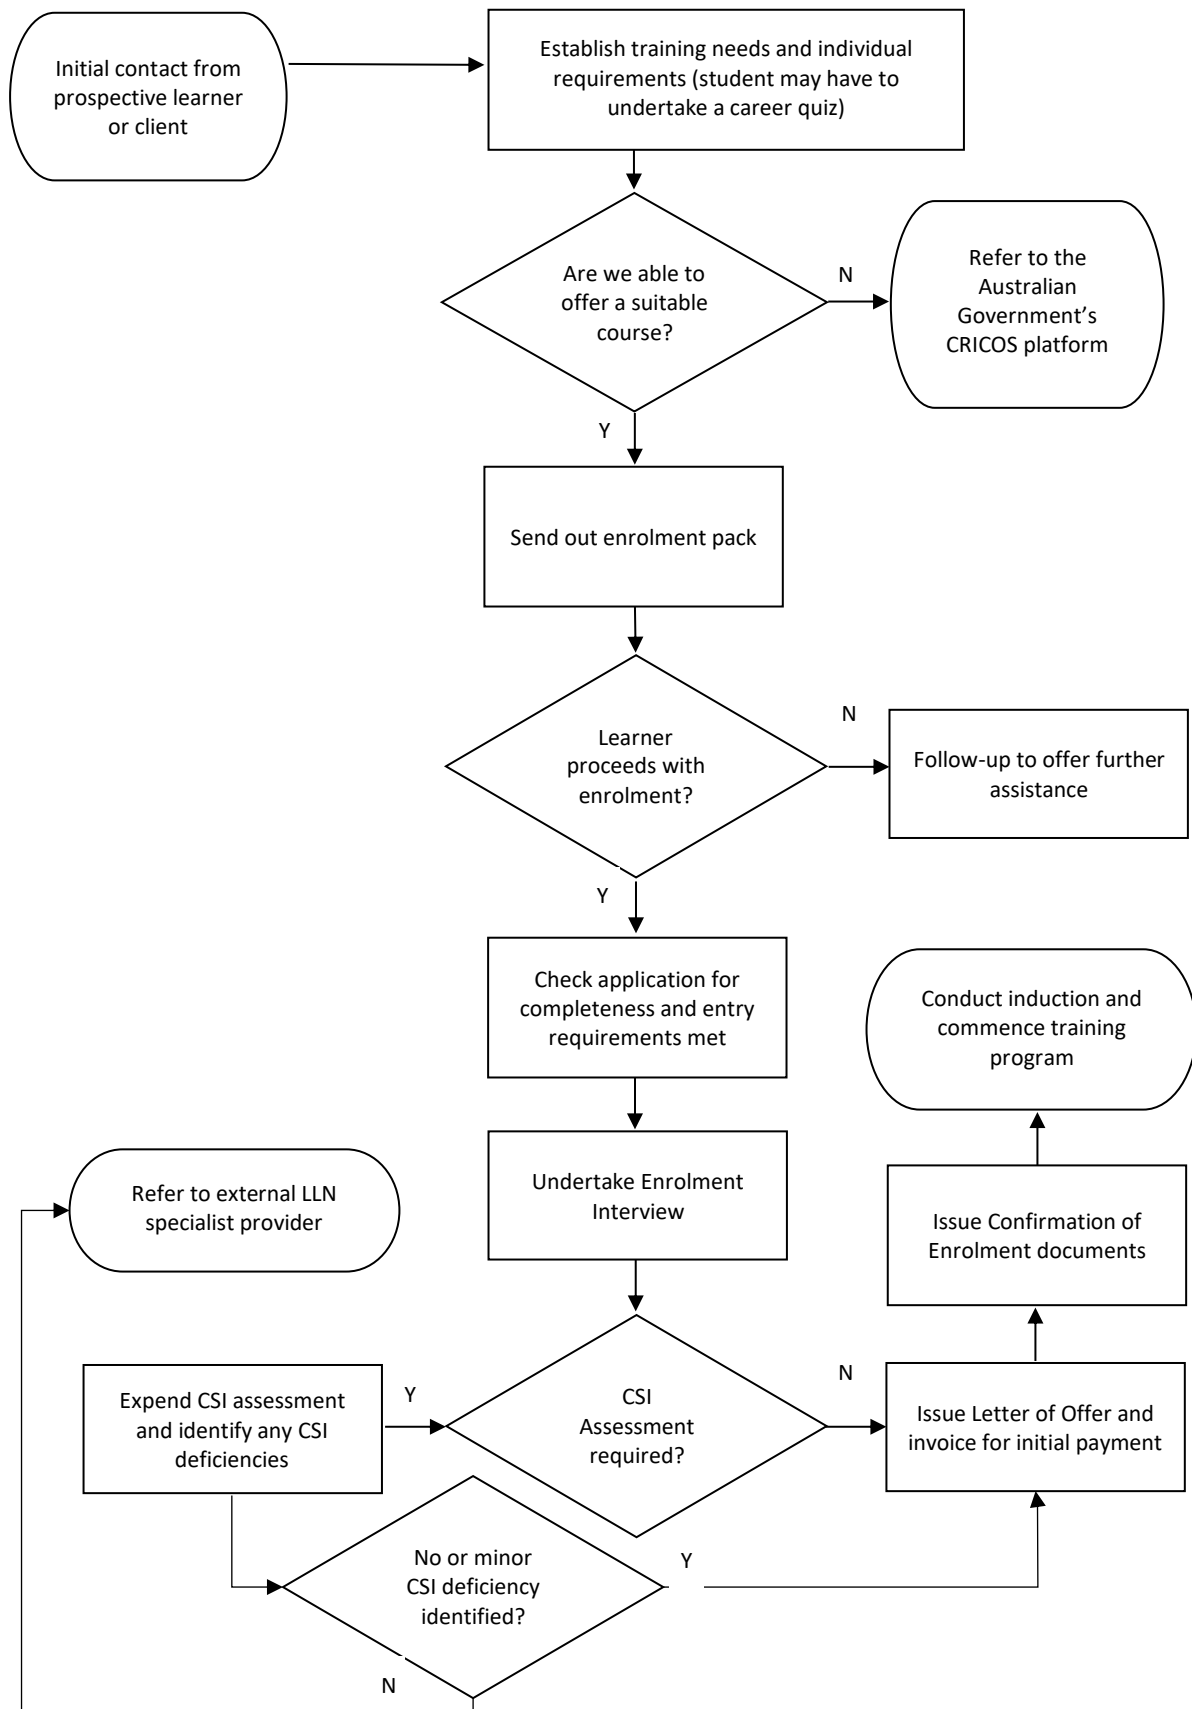 Initial contact from
prospective learner
or client
Establish training needs and individual
requirements (student may have to
undertake a career quiz)
Are we able to
offer a suitable
course?
N
Refer to the
Australian
Government’s
CRICOS platform
Y
Send out enrolment pack
Learner
proceeds with
enrolment?
N
Follow-up to offer further
assistance
Y
Check application for
completeness and entry
requirements met
Conduct induction and
commence training
program
Undertake Enrolment
Interview
Refer to external LLN
specialist provider
Issue Confirmation of
Enrolment documents
Expend CSI assessment
and identify any CSI
deficiencies
Y
CSI
Assessment
required?
N
Issue Letter of Offer and
invoice for initial payment
No or minor
CSI deficiency
identified?
Y
N